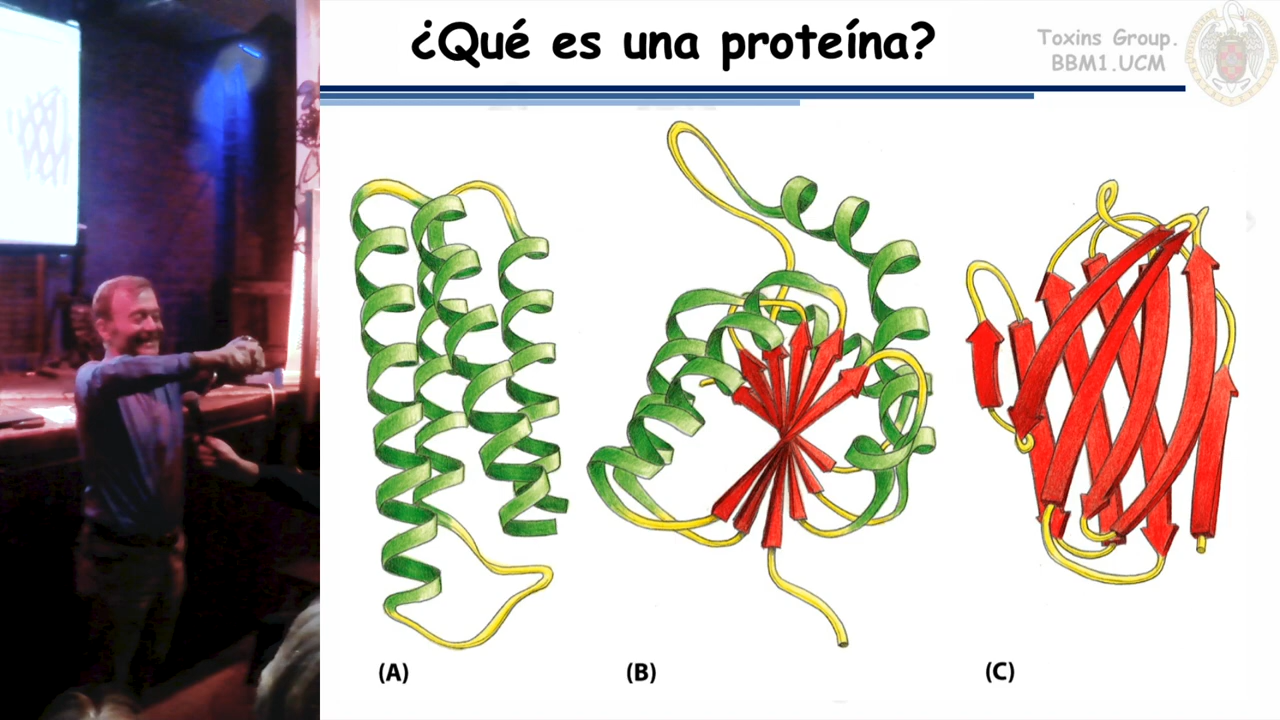 ¿Qué es una proteína?
Toxins Group.
BBM1.UCM
(A)
(B)
(C)